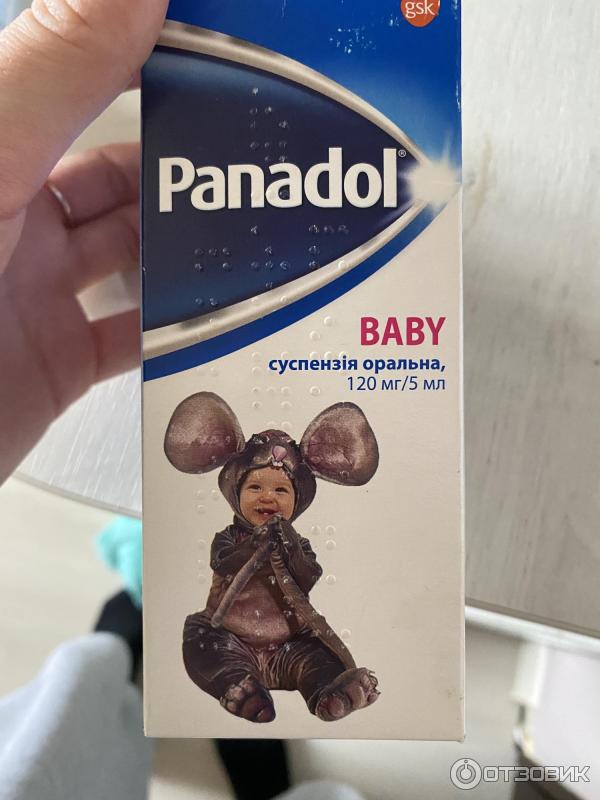 gsk
Panadol®
BABY
суспензія оральна,
120 мг/5 мл
ОТЗОВИК